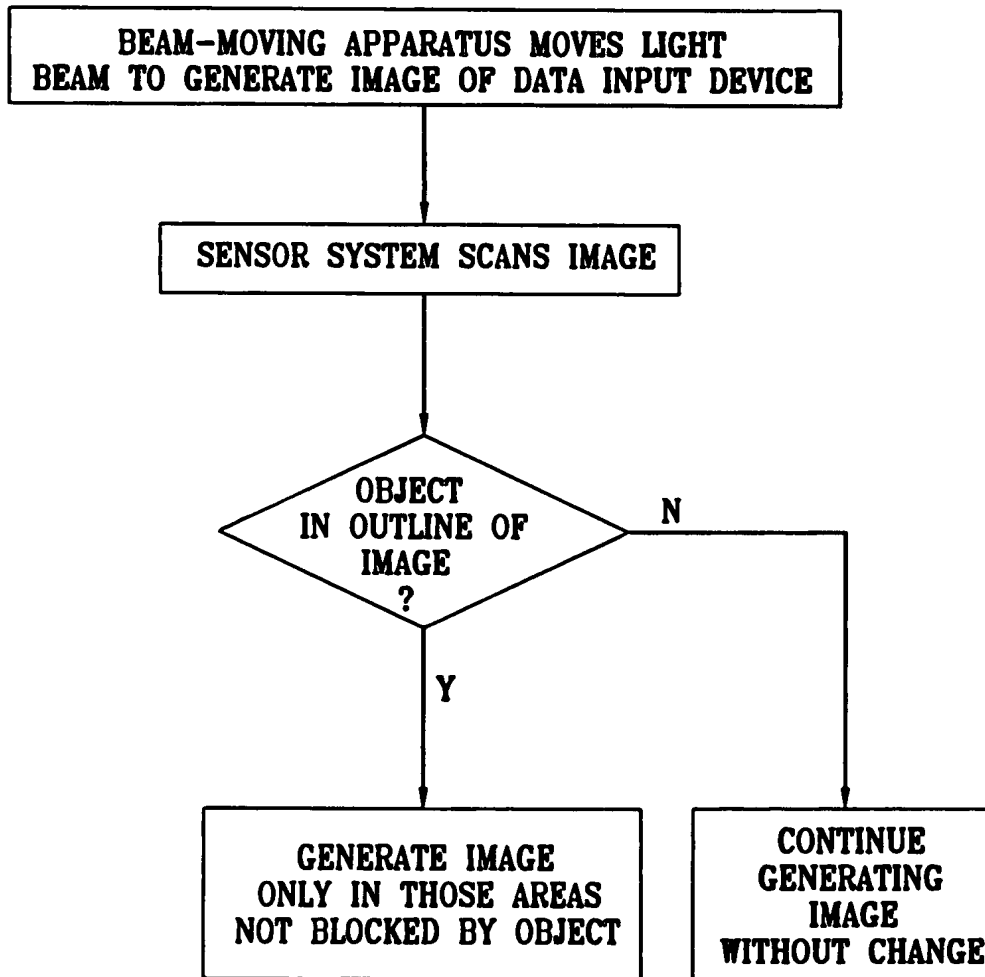 BEAM-MOVING APPARATUS MOVES LIGHT
BEAM TO GENERATE IMAGE OF DATA INPUT DEVICE
SENSOR SYSTEM SCANS IMAGE
OBJECT
IN OUTLINE OF
IMAGE
?
N
Y
GENERATE IMAGE
ONLY IN THOSE AREAS
NOT BLOCKED BY OBJECT
CONTINUE
GENERATING
IMAGE
WITHOUT CHANGE